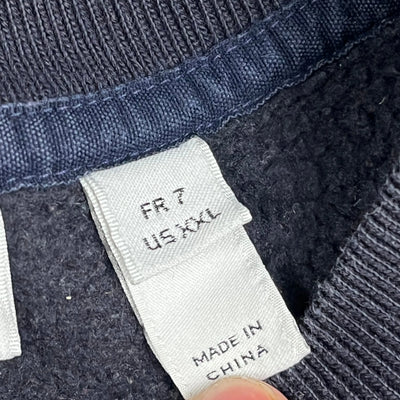 FR 7
US XXL
MADE IN
CHINA